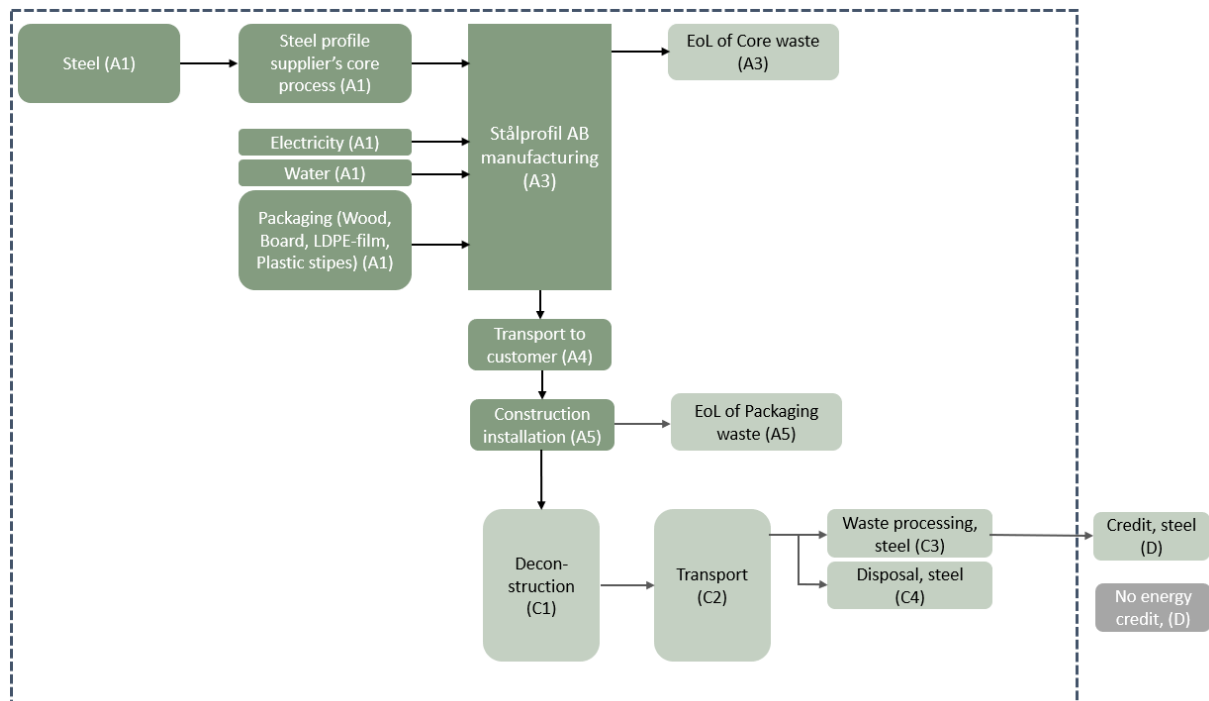 Steel (A1)
Steel profile
supplier's core
process (A1)
Electricity (A1)
Water (A1)
Packaging (Wood,
Board, LDPE-film,
Plastic stipes) (A1)
Stålprofil AB
manufacturing
(A3)
EoL of Core waste
(A3)
Transport to
customer (A4)
Construction
installation (A5)
EoL of Packaging
waste (A5)
Decon-
struction
(C1)
Transport
(C2)
Waste processing,
steel (C3)
Disposal, steel
(C4)
Credit, steel
(D)
No energy
credit, (D)